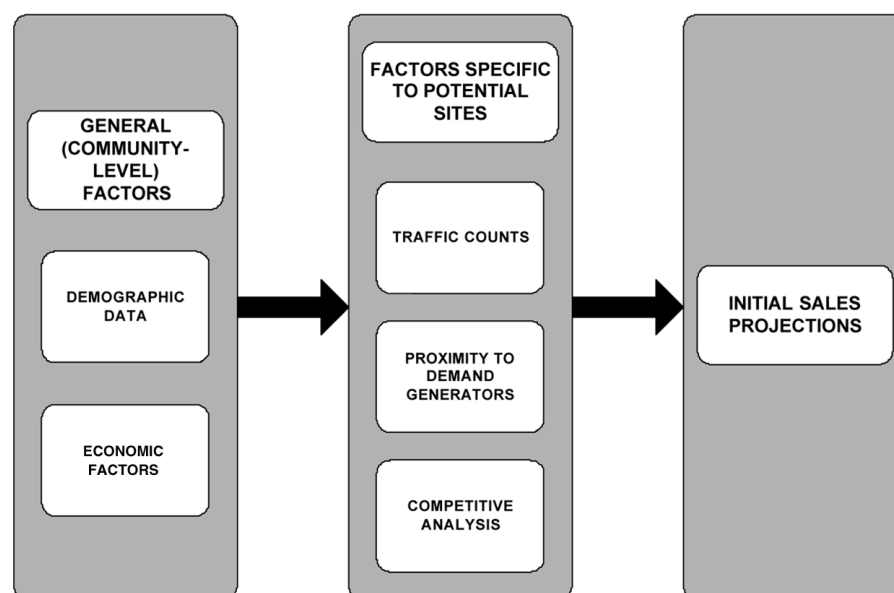 GENERAL
(COMMUNITY-
LEVEL)
FACTORS
DEMOGRAPHIC
DATA
ECONOMIC
FACTORS
FACTORS SPECIFIC
TO POTENTIAL
SITES
TRAFFIC COUNTS
PROXIMITY TO
DEMAND
GENERATORS
COMPETITIVE
ANALYSIS
INITIAL SALES
PROJECTIONS